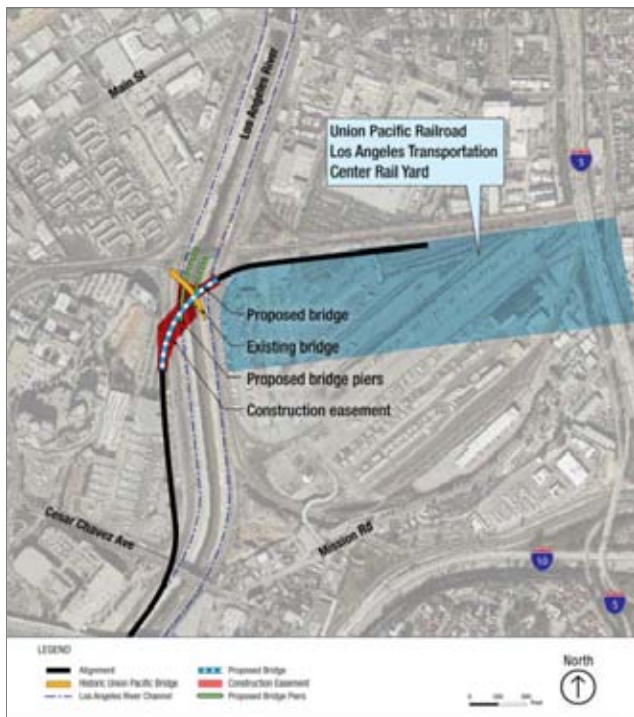 Main St
Los Angeles River
Union Pacific Railroad
Los Angeles Transportation
Center Rail Yard
5
Proposed bridge
Existing bridge
Proposed bridge piers
Construction easement
Cesar Chavez Ave
Mission Rd
10
5
LEGEND
Alignment
Historic Union Pacific Bridge
Los Angeles River Channel
Proposed Bridge
Construction Easement
Proposed Bridge Piers
0
Feet
North